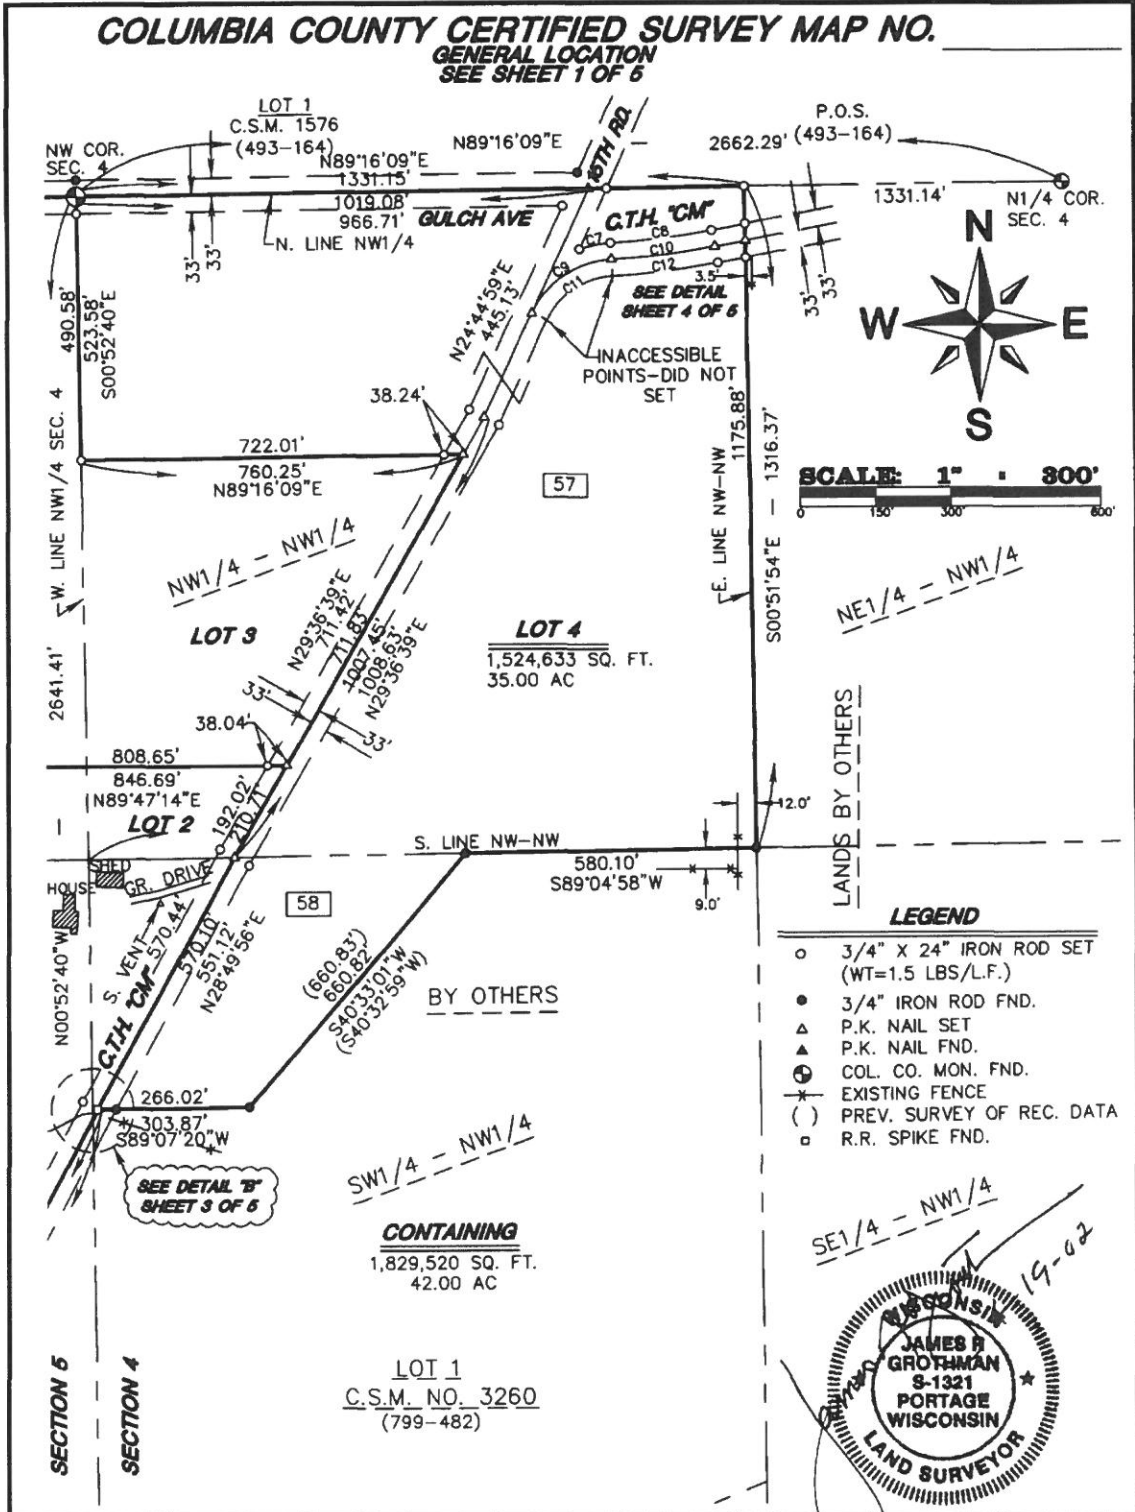 COLUMBIA COUNTY CERTIFIED SURVEY MAP NO.
GENERAL LOCATION
SEE SHEET 1 OF 5
LOT 1
C.S.M. 1576
(493-164)
NW COR.
SEC. 4
N89°16'09"E
1331.15'
1019.08'
966.71'
GULCH AVE
N. LINE NW1/4
33'
33'
N89°16'09"E
15TH RD.
2662.29'
P.O.S.
(493-164)
1331.14'
N1/4 COR.
SEC. 4
C.T.H. "CM"
C7
C8
C9
C10
C11
C12
3.5'
33'
33'
SEE DETAIL
SHEET 4 OF 5
INACCESSIBLE
POINTS-DID NOT
SET
N
W
E
S
SCALE: 1" = 300'
0
150'
300'
600'
490.58'
523.58'
S00°52'40"E
W. LINE NW1/4 SEC. 4
2641.41'
N00°52'40"W
N24°44'59"E
445.13'
38.24'
722.01'
760.25'
N89°16'09"E
57
1175.88'
E. LINE NW-NW
S00°51'54"E - 1316.37'
NW1/4 - NW1/4
NE1/4 - NW1/4
LOT 3
LOT 4
1,524,633 SQ. FT.
35.00 AC
N29°36'39"E
711.42'
711.83'
1007.45'
1008.63'
N29°36'39"E
33'
33'
38.04'
808.65'
846.69'
N89°47'14"E
LOT 2
192.02'
210.71'
12.0'
S. LINE NW-NW
580.10'
S89°04'58"W
9.0'
LANDS BY OTHERS
SHED
HOUSE
GR. DRIVE
S. VENT
58
570.44'
570.10'
551.12'
N28°49'56"E
C.T.H. "CM"
(660.83')
660.82'
S40°33'01"W
(S40°32'59"W)
BY OTHERS
266.02'
303.87'
S89°07'20"W
SEE DETAIL "B"
SHEET 3 OF 5
LEGEND
3/4" X 24" IRON ROD SET
(WT=1.5 LBS/L.F.)
3/4" IRON ROD FND.
P.K. NAIL SET
P.K. NAIL FND.
COL. CO. MON. FND.
EXISTING FENCE
( ) PREV. SURVEY OF REC. DATA
R.R. SPIKE FND.
SW1/4 - NW1/4
SE1/4 - NW1/4
CONTAINING
1,829,520 SQ. FT.
42.00 AC
LOT 1
C.S.M. NO. 3260
(799-482)
SECTION 5
SECTION 4
19-02
WISCONSIN
JAMES R
GROTHMAN
S-1321
PORTAGE
WISCONSIN
LAND SURVEYOR